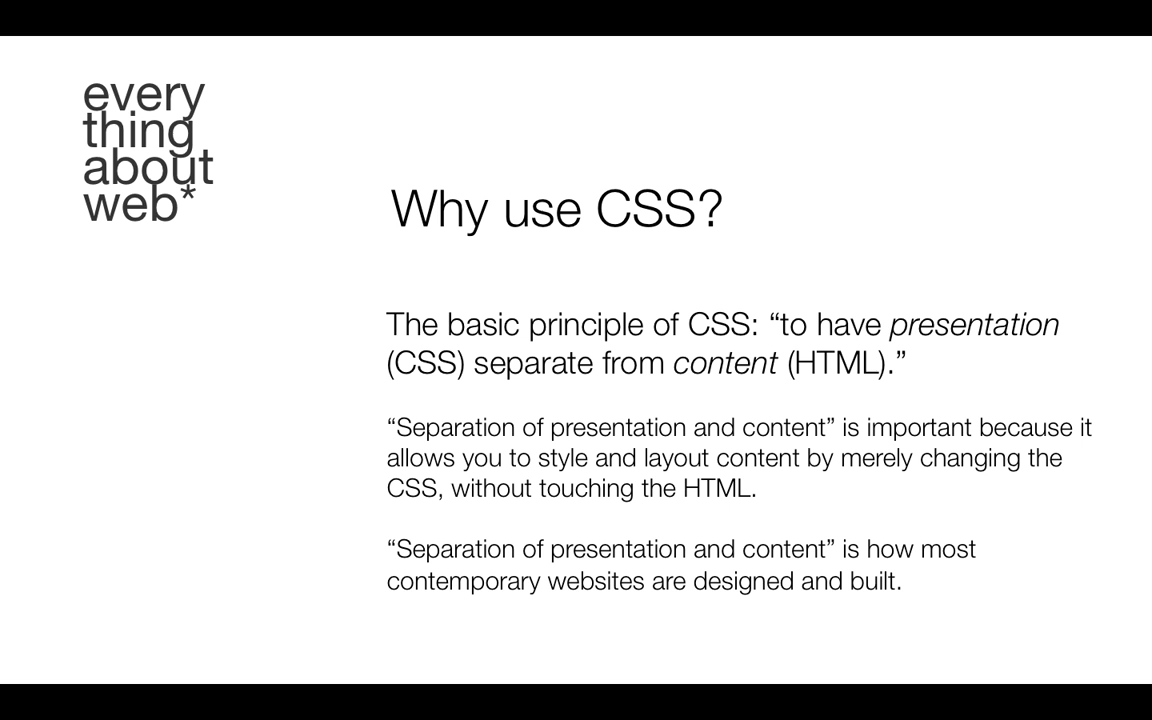 every
thing
about
web*
Why use CSS?
The basic principle of CSS: “to have presentation
(CSS) separate from content (HTML).”
“Separation of presentation and content” is important because it
allows you to style and layout content by merely changing the
CSS, without touching the HTML.
“Separation of presentation and content” is how most
contemporary websites are designed and built.